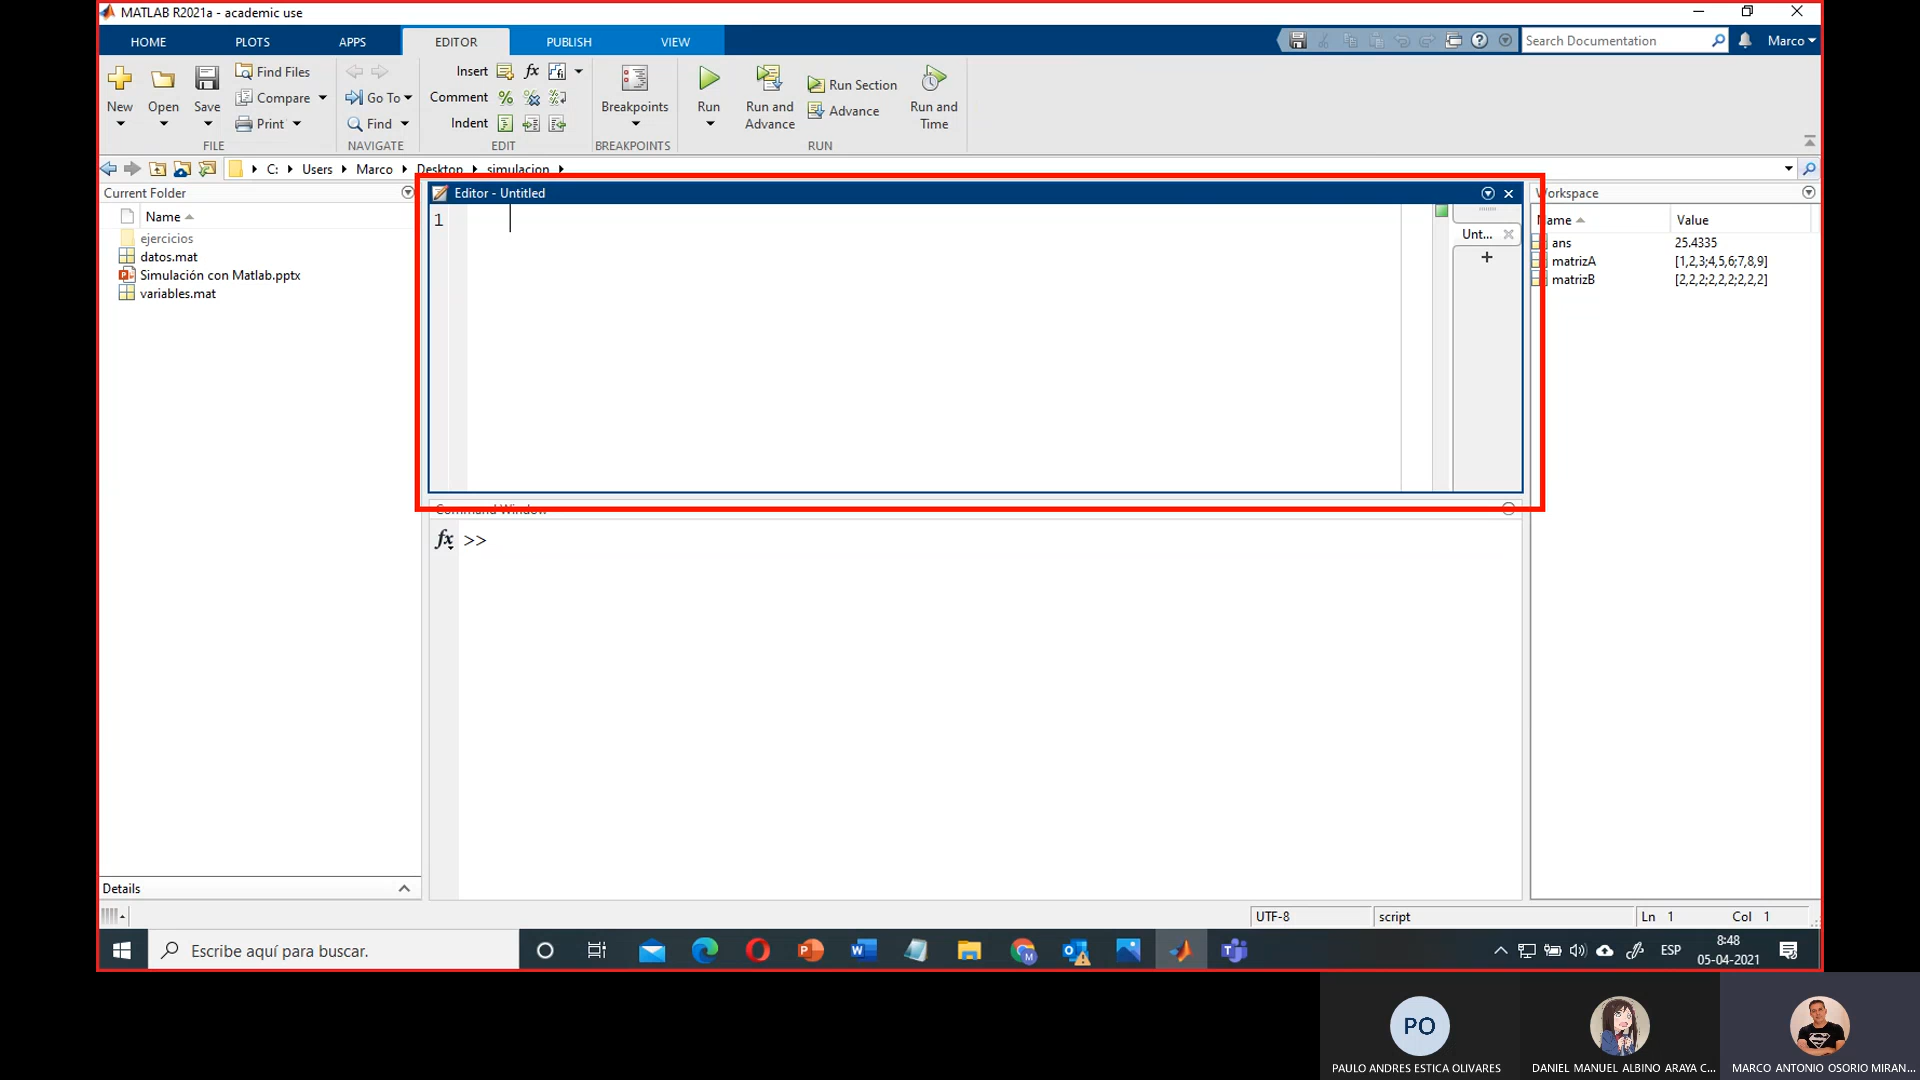 MATLAB R2021a - academic use
HOME PLOTS APPS EDITOR PUBLISH VIEW
Search Documentation
Marco
New
Open
Save
Find Files
Compare
Print
FILE
Go To
Find
NAVIGATE
Insert
Comment
Indent
EDIT
fx
Breakpoints
BREAKPOINTS
Run
Run and
Advance
Run Section
Advance
Run and
Time
RUN
C: Users Marco Desktop simulacion
Current Folder
Name
ejercicios
datos.mat
Simulación con Matlab.pptx
variables.mat
Details
Editor - Untitled
1
Unt...
+
Command Window
fx >>
Workspace
Name Value
ans 25.4335
matrizA [1,2,3;4,5,6;7,8,9]
matrizB [2,2,2;2,2,2;2,2,2]
UTF-8 script Ln 1 Col 1
Escribe aquí para buscar.
ESP
8:48
05-04-2021
PO
PAULO ANDRES ESTICA OLIVARES
DANIEL MANUEL ALBINO ARAYA C...
MARCO ANTONIO OSORIO MIRAN...